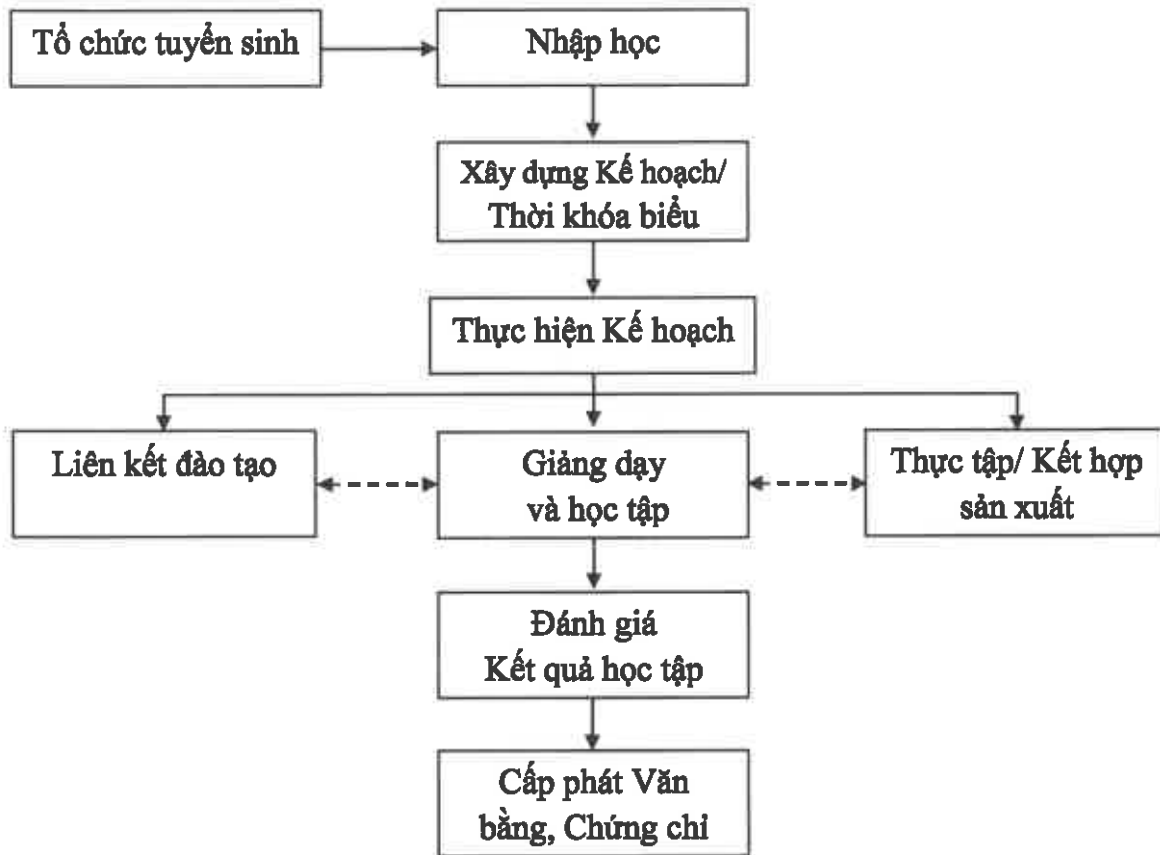 Tổ chức tuyển sinh
Nhập học
Xây dựng Kế hoạch/
Thời khóa biểu
Thực hiện Kế hoạch
Liên kết đào tạo
Giảng dạy
và học tập
Thực tập/ Kết hợp
sản xuất
Đánh giá
Kết quả học tập
Cấp phát Văn
bằng, Chứng chỉ